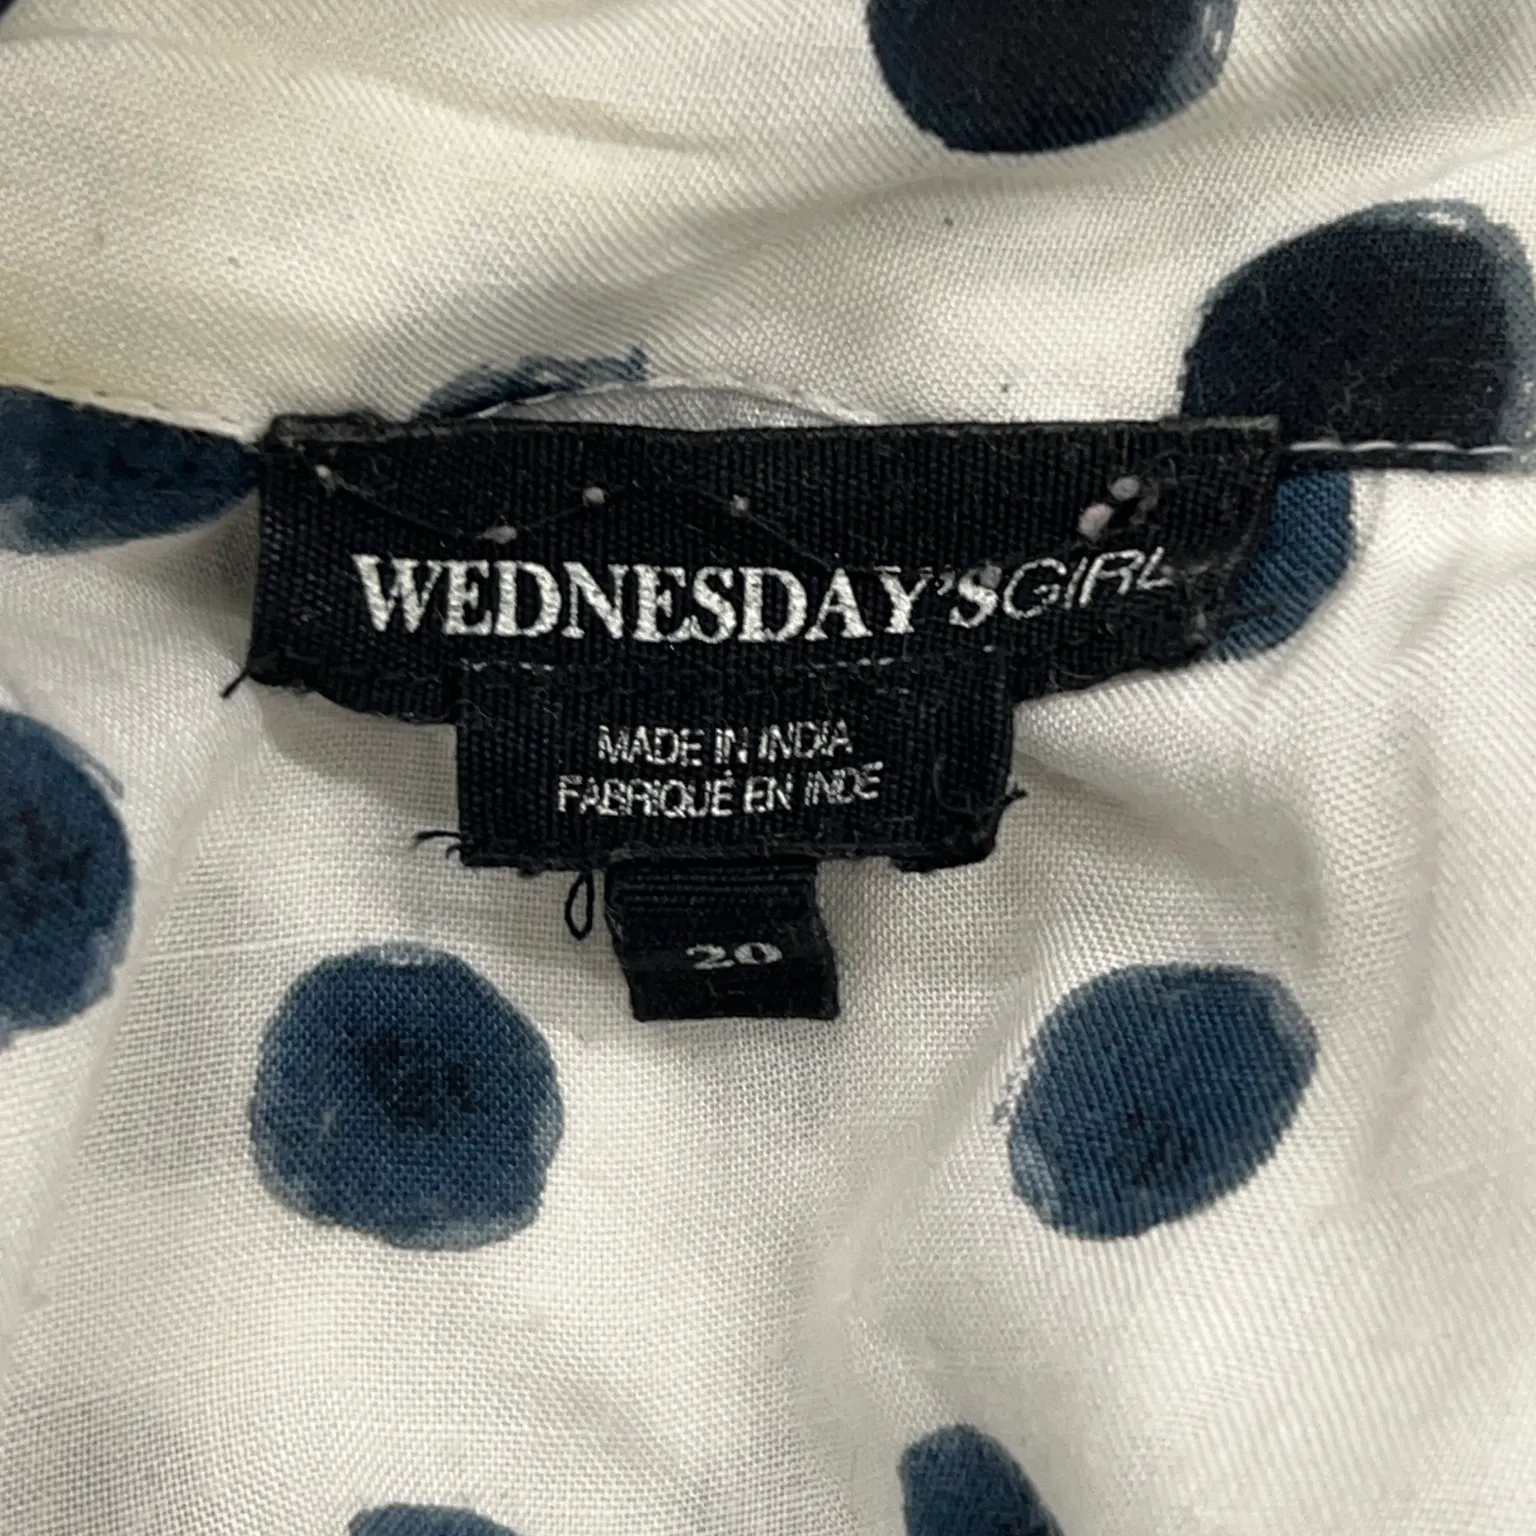 WEDNESDAY'SGIRL
MADE IN INDIA
FABRIQUÉ EN INDE
20